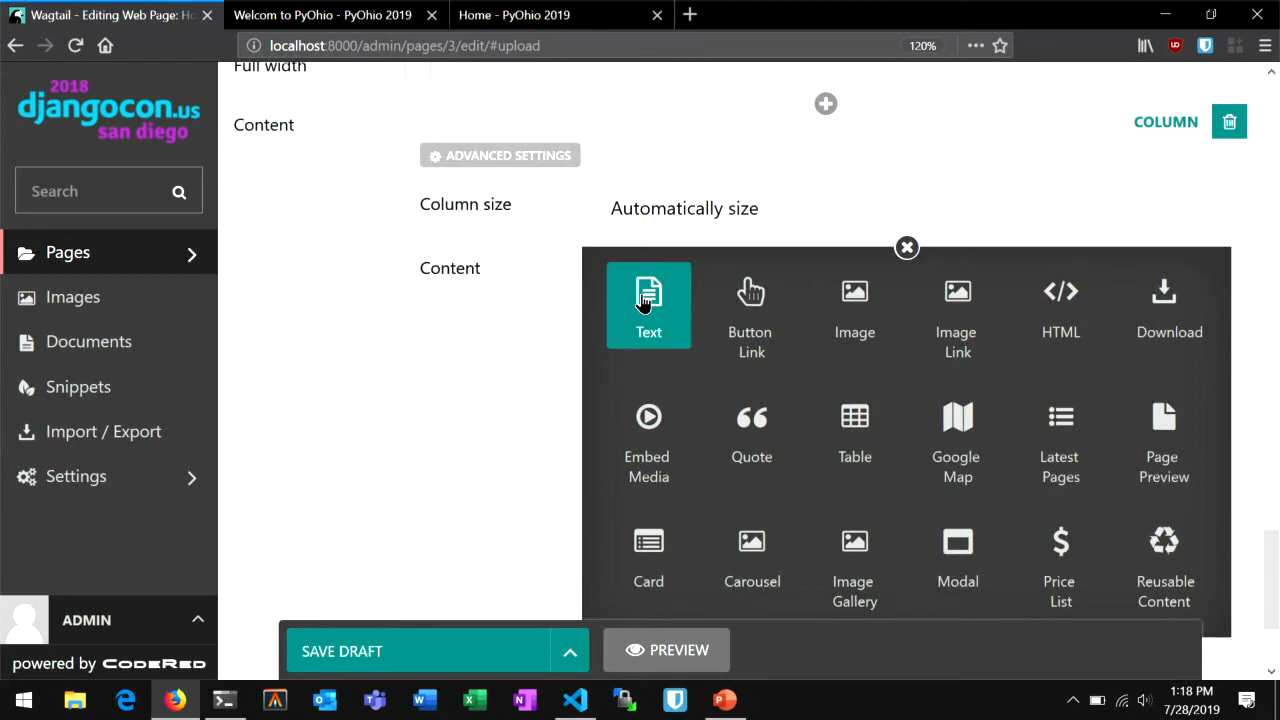 Wagtail - Editing Web Page: Ho
Welcom to PyOhio - PyOhio 2019
Home - PyOhio 2019
localhost:8000/admin/pages/3/edit/#upload
120%
2018
djangocon.us
san diego
Search
Pages
Images
Documents
Snippets
Import / Export
Settings
ADMIN
powered by CODERED
Full width
Content
COLUMN
ADVANCED SETTINGS
Column size
Automatically size
Content
Text
Button Link
Image
Image Link
HTML
Download
Embed Media
Quote
Table
Google Map
Latest Pages
Page Preview
Card
Carousel
Image Gallery
Modal
Price List
Reusable Content
SAVE DRAFT
PREVIEW
1:18 PM
7/28/2019